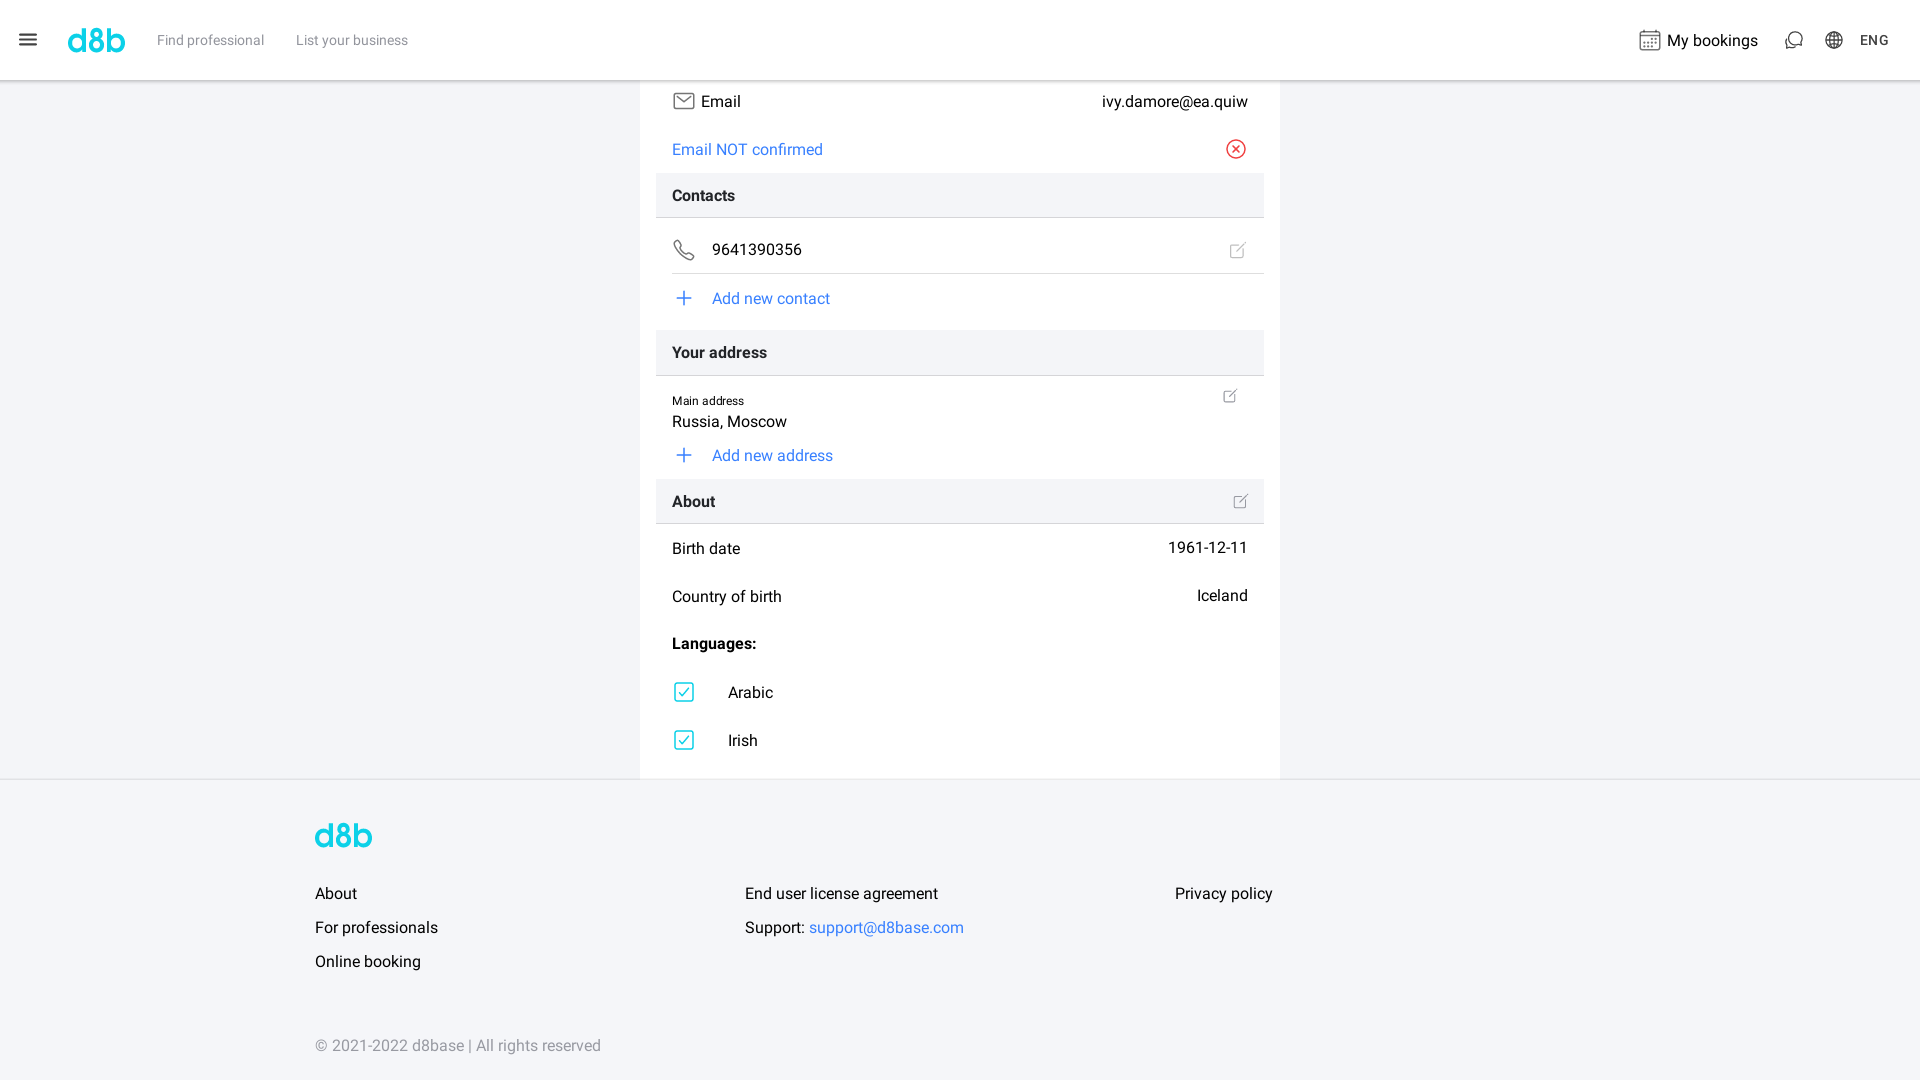 d8b
Find professional
List your business
My bookings
ENG
Email
ivy.damore@ea.quiw
Email NOT confirmed
Contacts
9641390356
Add new contact
Your address
Main address
Russia, Moscow
Add new address
About
Birth date
1961-12-11
Country of birth
Iceland
Languages:
Arabic
Irish
d8b
About
End user license agreement
Privacy policy
For professionals
Support: support@d8base.com
Online booking
© 2021-2022 d8base | All rights reserved